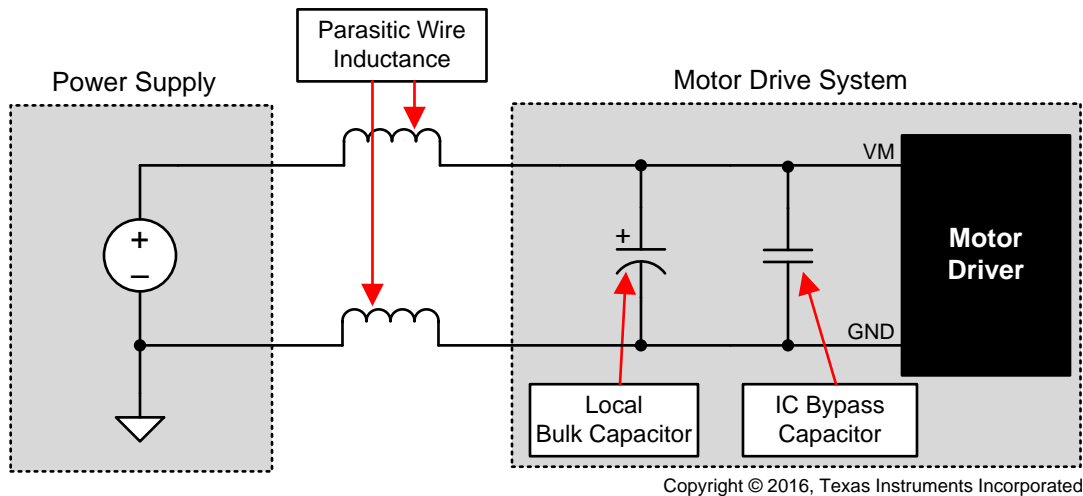 Parasitic Wire
Inductance
Power Supply
Motor Drive System
VM
+
–
+
Motor
Driver
GND
Local
Bulk Capacitor
IC Bypass
Capacitor
Copyright © 2016, Texas Instruments Incorporated